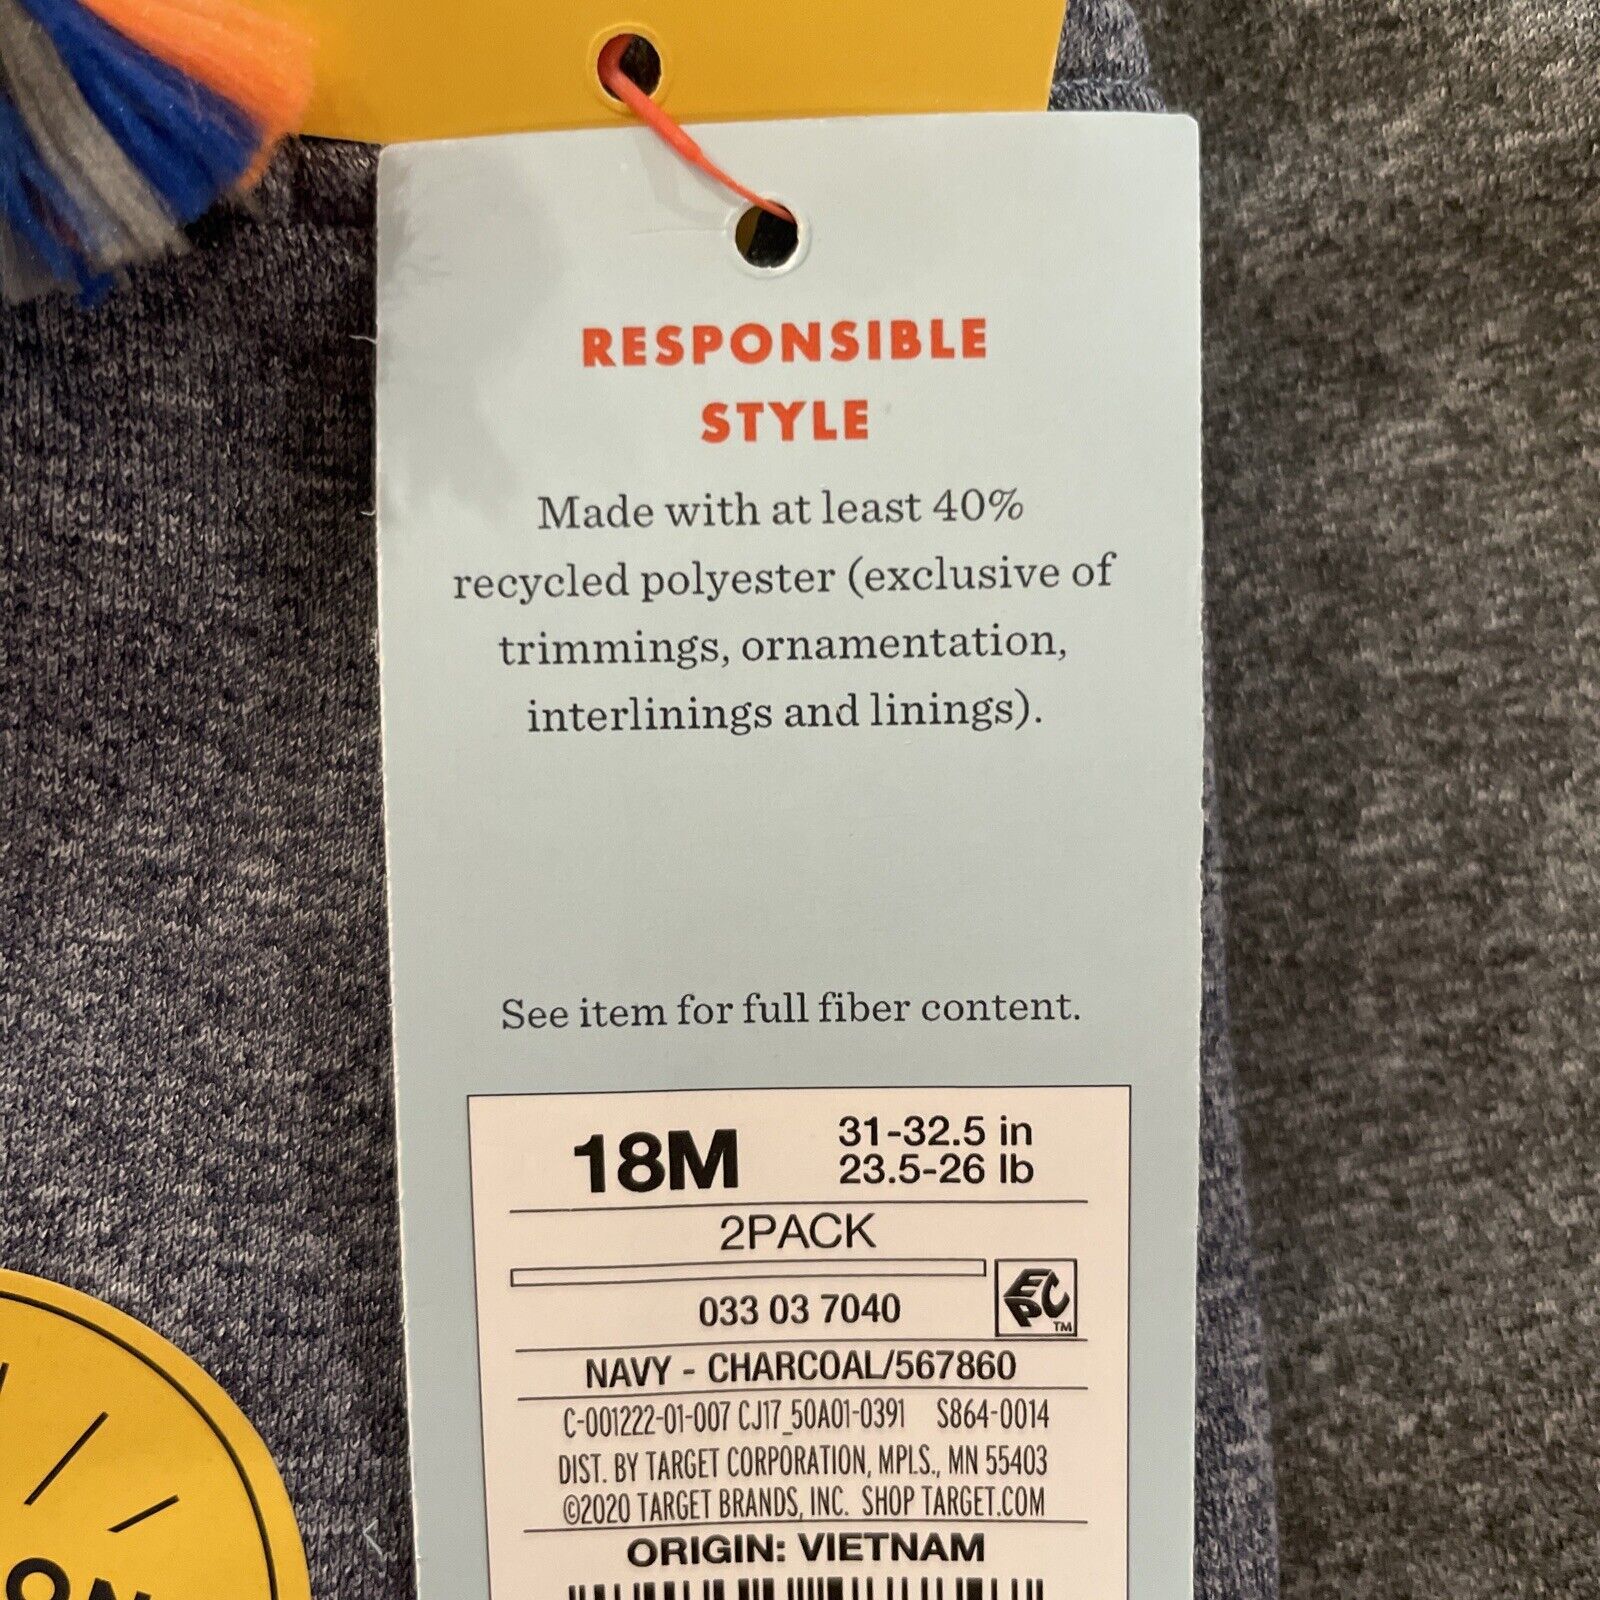 RESPONSIBLE
STYLE
Made with at least 40%
recycled polyester (exclusive of
trimmings, ornamentation,
interlinings and linings).
See item for full fiber content.
18M
31-32.5 in
23.5-26 lb
2PACK
033 03 7040
EPC
TM
NAVY - CHARCOAL/567860
C-001222-01-007 CJ17_50A01-0391 S864-0014
DIST. BY TARGET CORPORATION, MPLS., MN 55403
©2020 TARGET BRANDS, INC. SHOP TARGET.COM
ORIGIN: VIETNAM